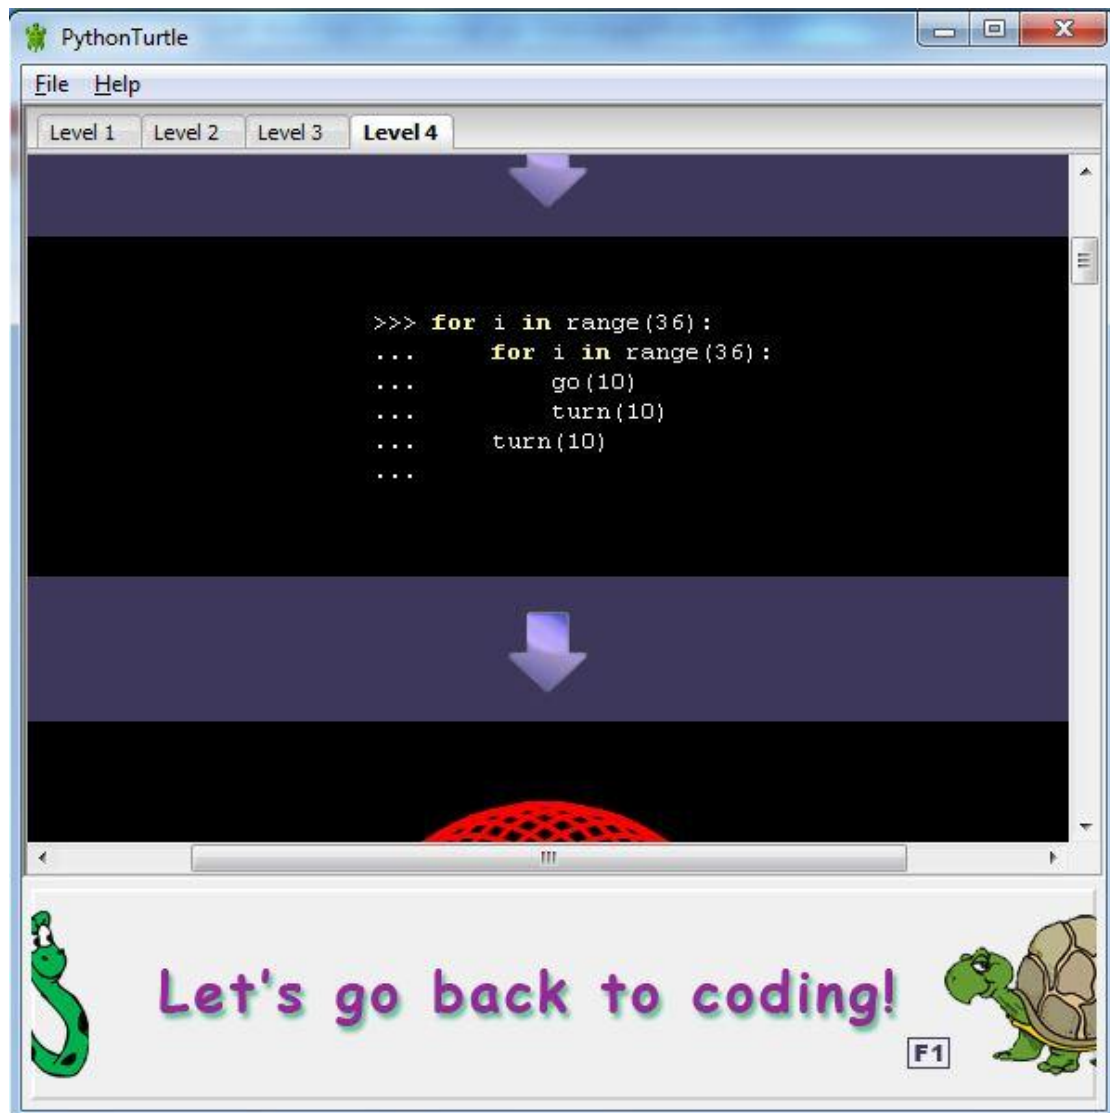 PythonTurtle
File Help
Level 1 Level 2 Level 3 Level 4
>>> for i in range(36):
...     for i in range(36):
...         go(10)
...         turn(10)
...     turn(10)
...
Let's go back to coding!
F1